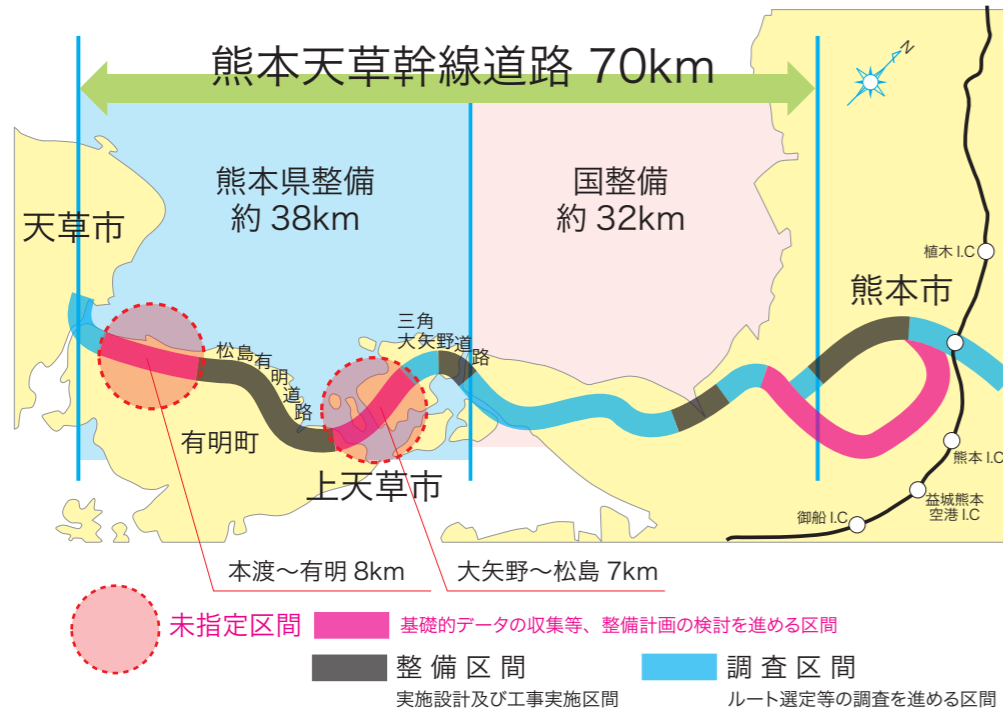 熊本天草幹線道路 70km
N
熊本県整備
約 38km
国整備
約 32km
天草市
植木 I.C
熊本市
三角
大矢野道路
松島有明道路
有明町
上天草市
熊本 I.C
益城熊本
空港 I.C
御船 I.C
本渡～有明 8km
大矢野～松島 7km
未指定区間
基礎的データの収集等、整備計画の検討を進める区間
整備区間
実施設計及び工事実施区間
調査区間
ルート選定等の調査を進める区間